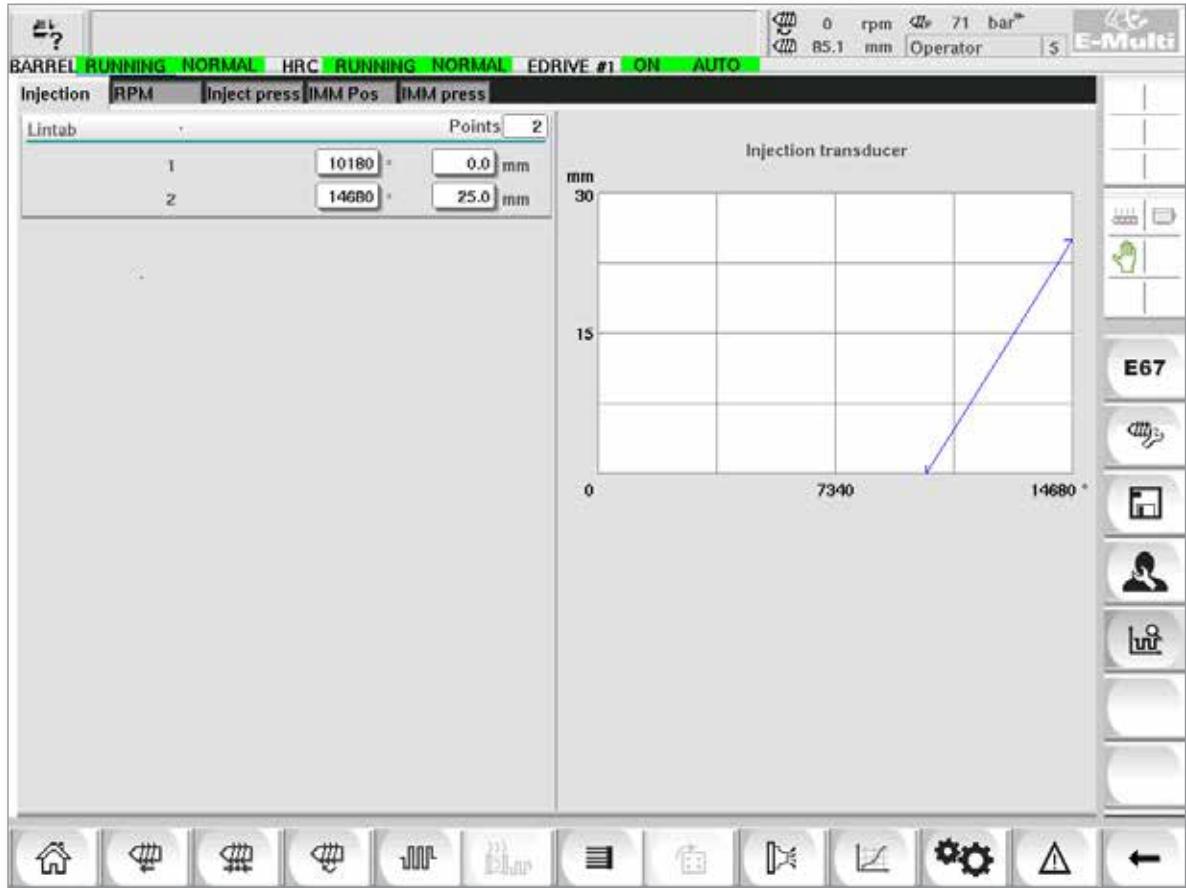 ? 0 rpm 71 bar
85.1 mm Operator 5 E-Multi
BARREL RUNNING NORMAL HRC RUNNING NORMAL EDRIVE #1 ON AUTO
Injection RPM Inject press IMM Pos IMM press
Lintab Points 2
1 10180 ° 0.0 mm
2 14680 ° 25.0 mm
Injection transducer
mm
30
15
0 7340 14680 °
E67